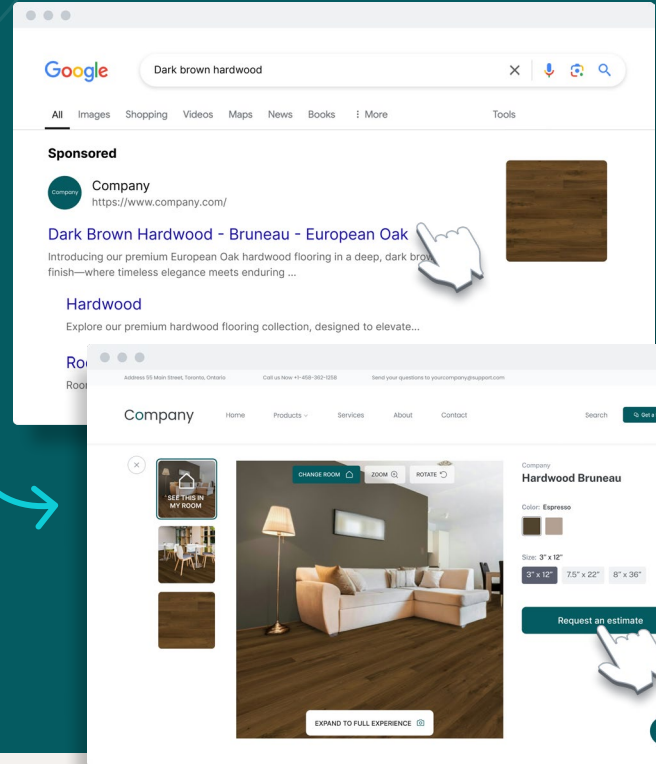 Google
Dark brown hardwood
All Images Shopping Videos Maps News Books More Tools
Sponsored
Company
Company
https://www.company.com/
Dark Brown Hardwood - Bruneau - European Oak
Introducing our premium European Oak hardwood flooring in a deep, dark
finish—where timeless elegance meets enduring ...
Hardwood
Explore our premium hardwood flooring collection, designed to elevate...
Address 55 Main Street, Toronto, Ontario
Call us Now +1-469-362-1258
Send your questions to yourcompany@support.com
Company
Home Products Services About Contact Search Get a
SEE THIS IN
MY ROOM
CHANGE ROOM ZOOM ROTATE
EXPAND TO FULL EXPERIENCE
Company
Hardwood Bruneau
Color: Espresso
Size: 3" x 12"
3" x 12" 7.5" x 22" 8" x 36"
Request an estimate